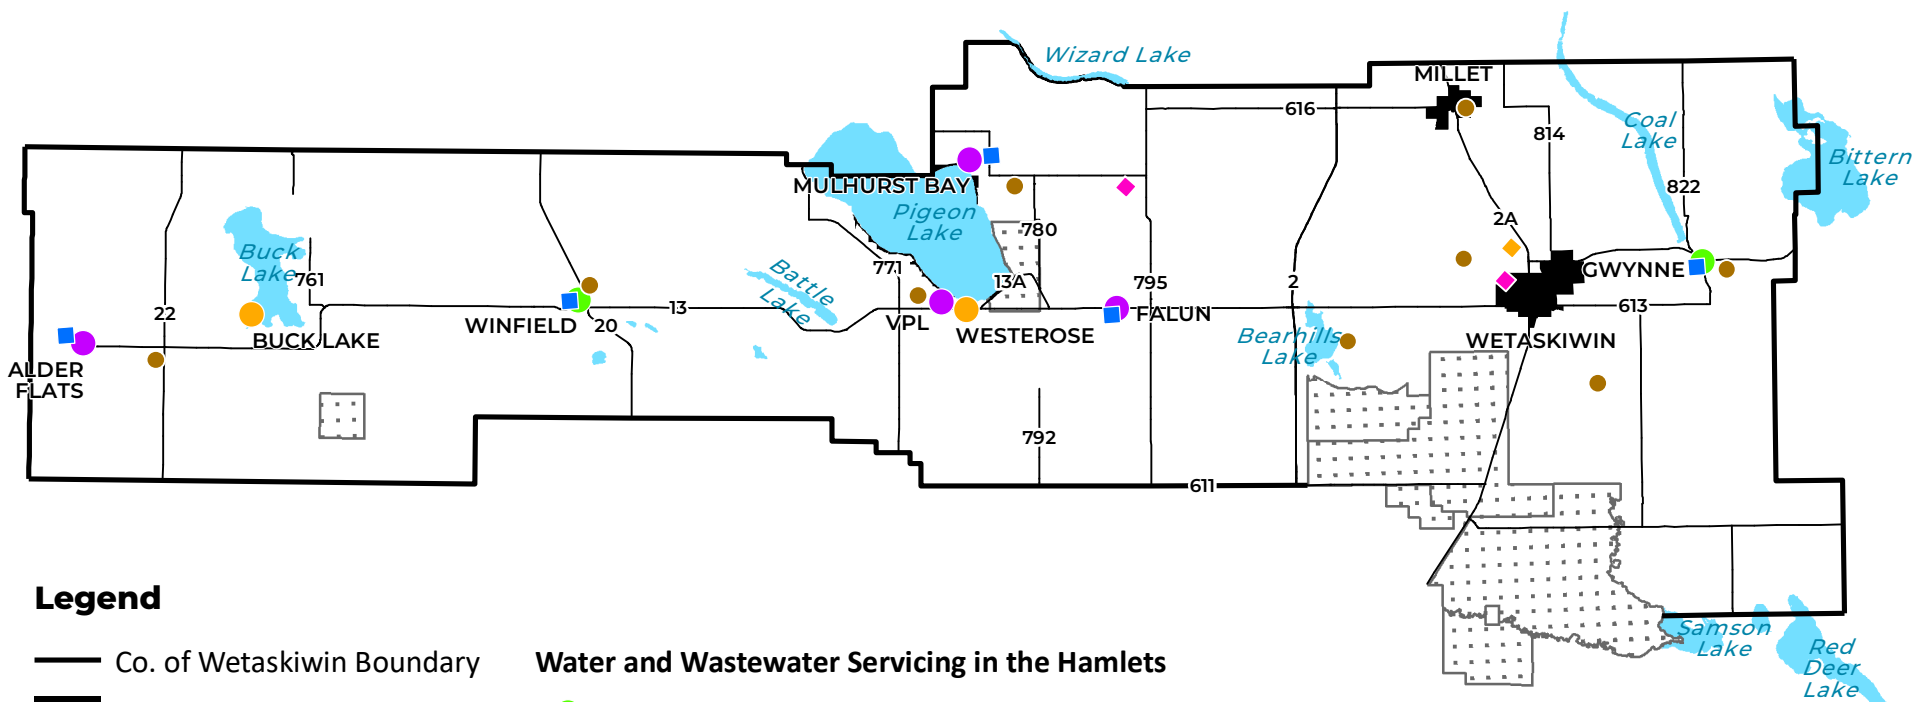 Wizard Lake
MILLET
616
814
Coal
Lake
Bittern
Lake
822
MULHURST BAY
Pigeon
Lake
780
2A
Buck
Lake
761
Battle
Lake
771
13A
795
2
GWYNNE
22
13
613
WINFIELD
20
VPL
WESTEROSE
FALUN
Bearhills
Lake
WETASKIWIN
BUCK LAKE
ALDER
FLATS
792
611
Samson
Lake
Red
Deer
Lake
Legend
Co. of Wetaskiwin Boundary
Water and Wastewater Servicing in the Hamlets